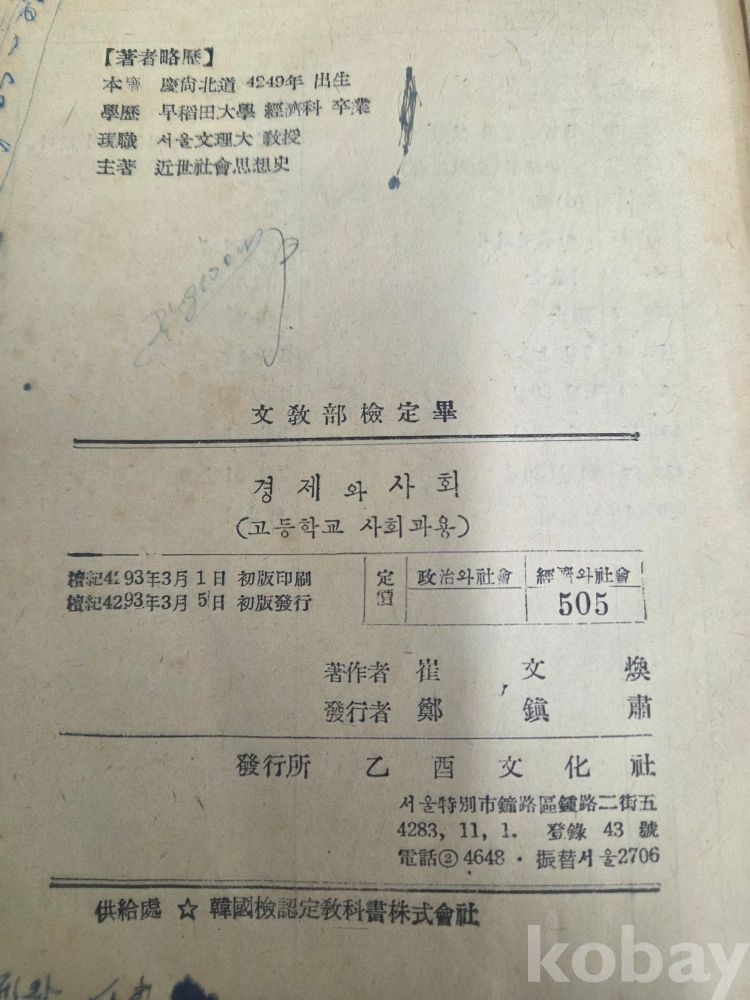 【著者略歷】
本籍 慶尙北道 4249年 出生
學歷 早稻田大學 經濟科 卒業
現職 서울文理大 敎授
主著 近世社會思想史
文敎部檢定畢
경제와사회
(고등학교 사회과용)
檀紀4293年3月1日 初版印刷
檀紀4293年3月5日 初版發行
定價
政治와社會
經濟와社會
505
著作者 崔文煥
發行者 鄭鎭肅
發行所 乙酉文化社
서울特別市鍾路區鍾路二街五
4283, 11, 1. 登錄 43 號
電話② 4648 · 振替서울2706
供給處 ☆ 韓國檢認定敎科書株式會社
kobay